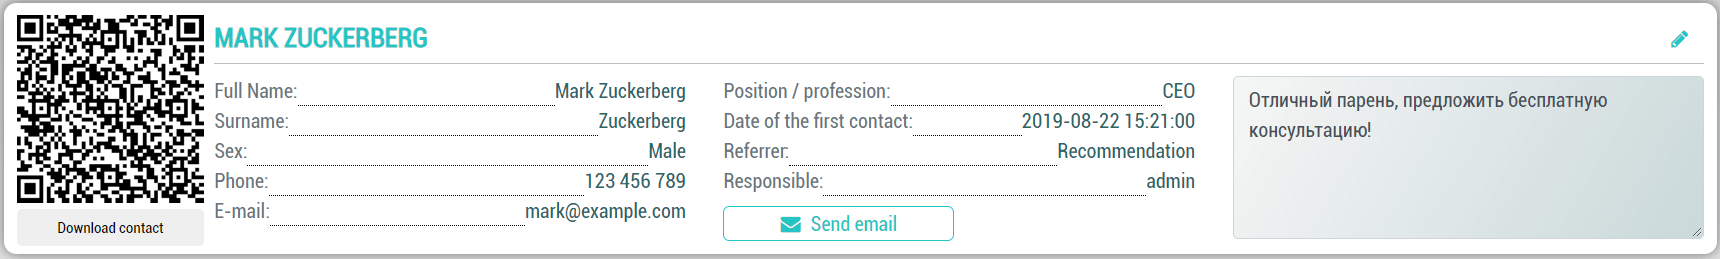 MARK ZUCKERBERG
Full Name: Mark Zuckerberg
Surname: Zuckerberg
Sex: Male
Phone: 123 456 789
E-mail: mark@example.com
Position / profession: CEO
Date of the first contact: 2019-08-22 15:21:00
Referrer: Recommendation
Responsible: admin
Send email
Отличный парень, предложить бесплатную
консультацию!
Download contact